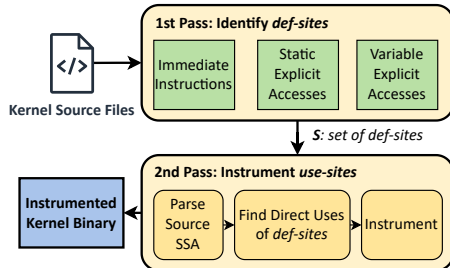 1st Pass: Identify def-sites
Immediate
Instructions
Static
Explicit
Accesses
Variable
Explicit
Accesses
</>
Kernel Source Files
S: set of def-sites
2nd Pass: Instrument use-sites
Instrumented
Kernel Binary
Parse
Source
SSA
Find Direct Uses
of def-sites
Instrument